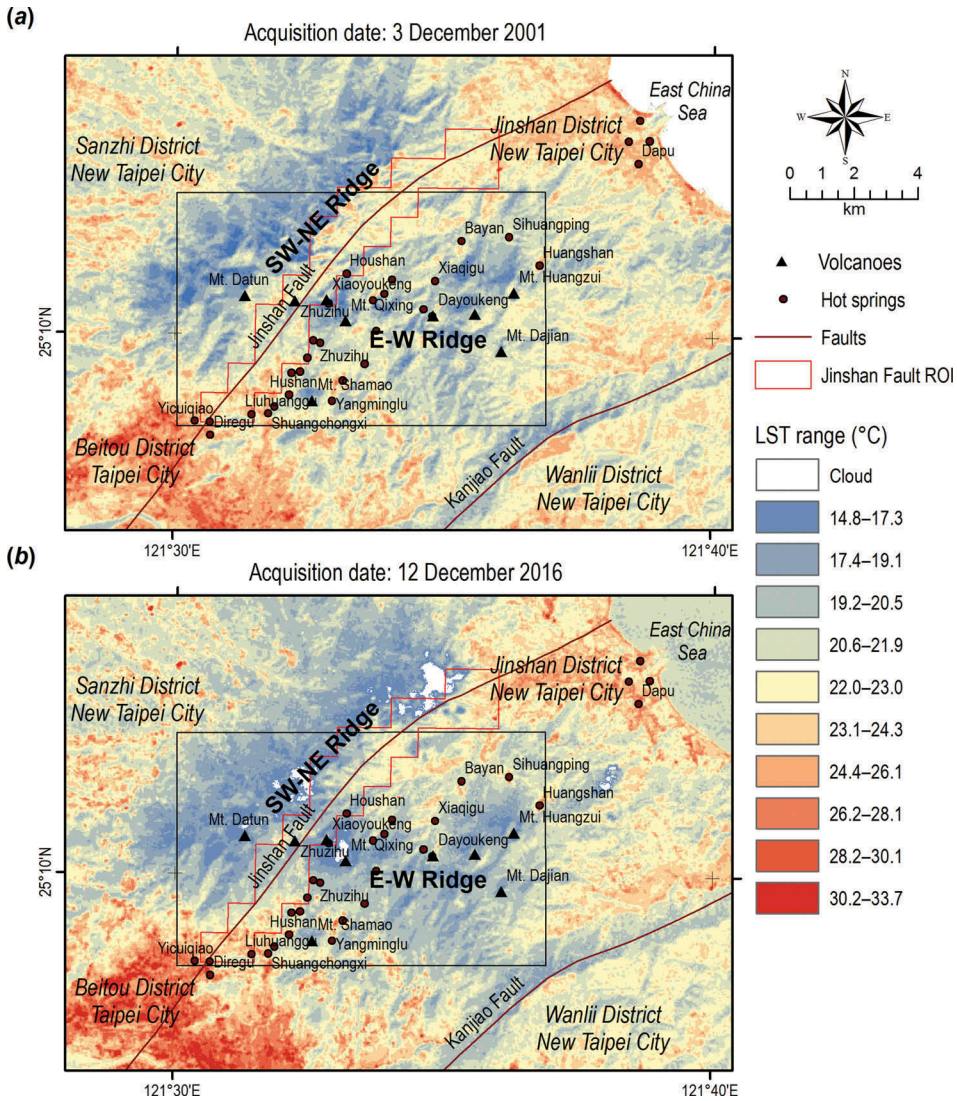 (a)
Acquisition date: 3 December 2001
East China
Sea
Sanzhi District
New Taipei City
Jinshan District
New Taipei City
Dapu
SW-NE Ridge
Bayan
Sihuangping
Houshan
Huangshan
Mt. Datun
Xiaoyoukeng
Xiaqigu
Mt. Huangzui
Jinshan Fault
Zhuzihu
Mt. Qixing
Dayoukeng
E-W Ridge
Mt. Dajian
Zhuzihu
Hushan
Mt. Shamao
Liuhuanggu
Yangminglu
Yicuiqiao
Diregu
Shuangchongxi
Beitou District
Taipei City
Kanjiao Fault
Wanlii District
New Taipei City
25°10'N
121°30'E
121°40'E
(b)
Acquisition date: 12 December 2016
East China
Sea
Sanzhi District
New Taipei City
Jinshan District
New Taipei City
Dapu
SW-NE Ridge
Bayan
Sihuangping
Houshan
Huangshan
Mt. Datun
Xiaoyoukeng
Xiaqigu
Mt. Huangzui
Jinshan Fault
Zhuzihu
Mt. Qixing
Dayoukeng
E-W Ridge
Mt. Dajian
Zhuzihu
Hushan
Mt. Shamao
Liuhuanggu
Yangminglu
Yicuiqiao
Diregu
Shuangchongxi
Beitou District
Taipei City
Kanjiao Fault
Wanlii District
New Taipei City
25°10'N
121°30'E
121°40'E
N
W
E
S
0 2 4
km
Volcanoes
Hot springs
Faults
Jinshan Fault ROI
LST range (°C)
Cloud
14.8–17.3
17.4–19.1
19.2–20.5
20.6–21.9
22.0–23.0
23.1–24.3
24.4–26.1
26.2–28.1
28.2–30.1
30.2–33.7